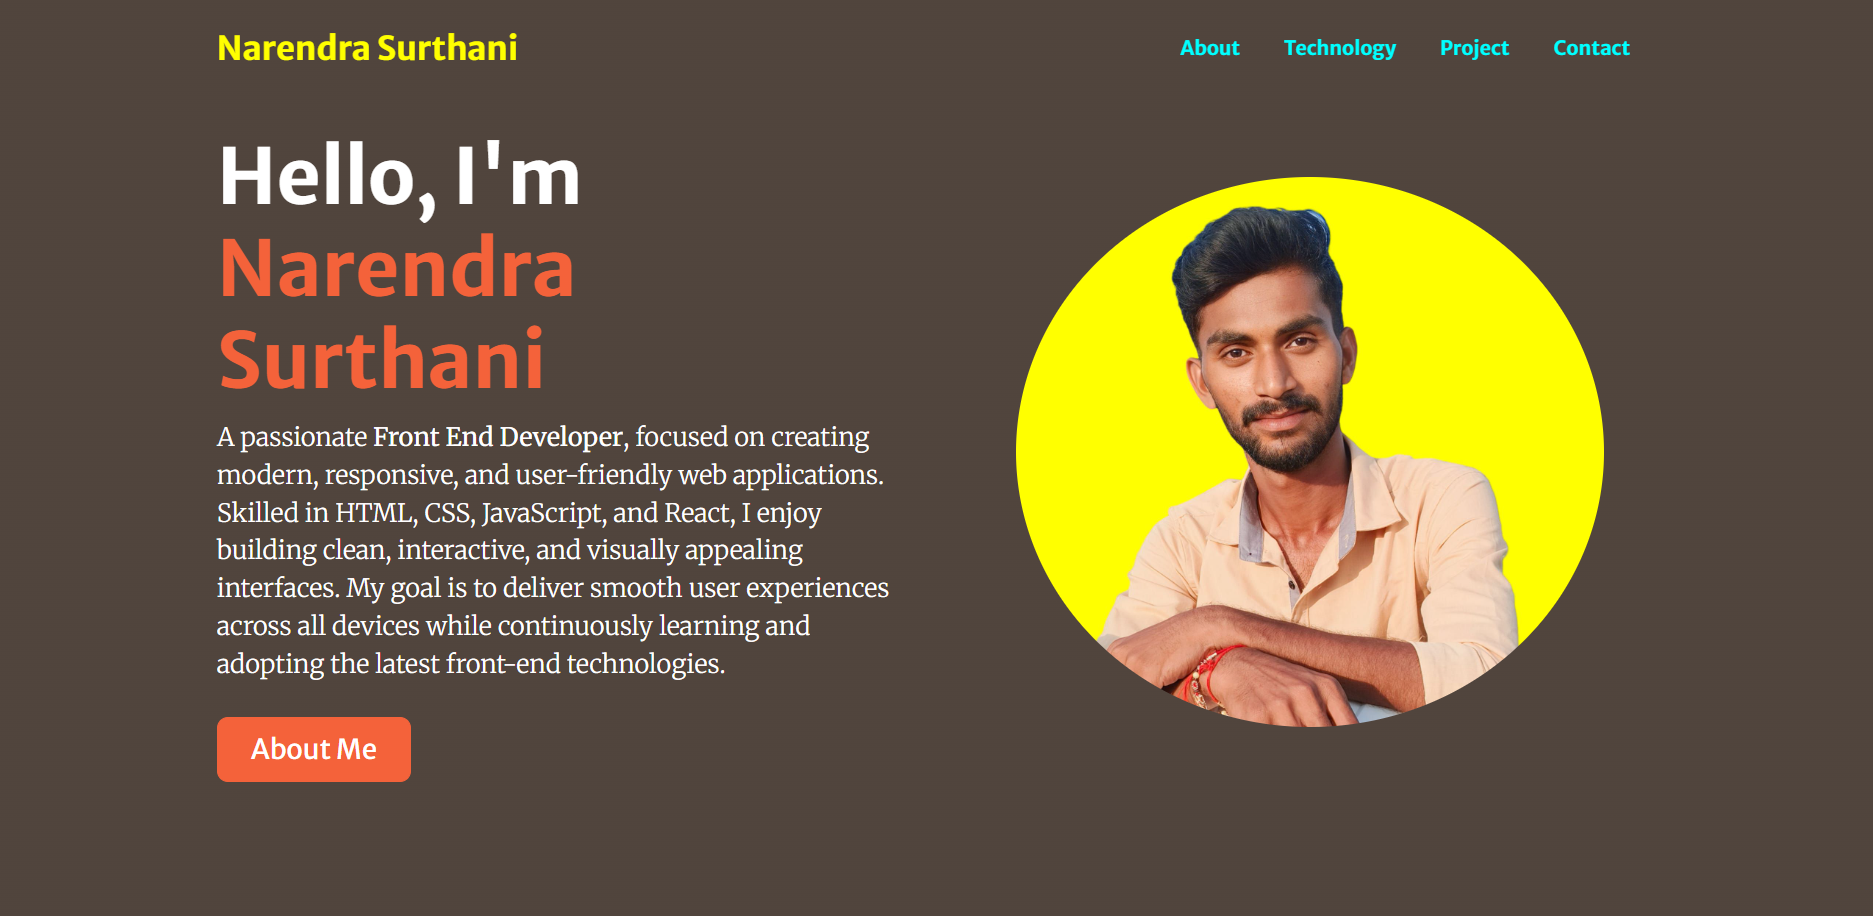 Narendra Surthani
About Technology Project Contact
Hello, I'm
Narendra
Surthani
A passionate Front End Developer, focused on creating
modern, responsive, and user-friendly web applications.
Skilled in HTML, CSS, JavaScript, and React, I enjoy
building clean, interactive, and visually appealing
interfaces. My goal is to deliver smooth user experiences
across all devices while continuously learning and
adopting the latest front-end technologies.
About Me